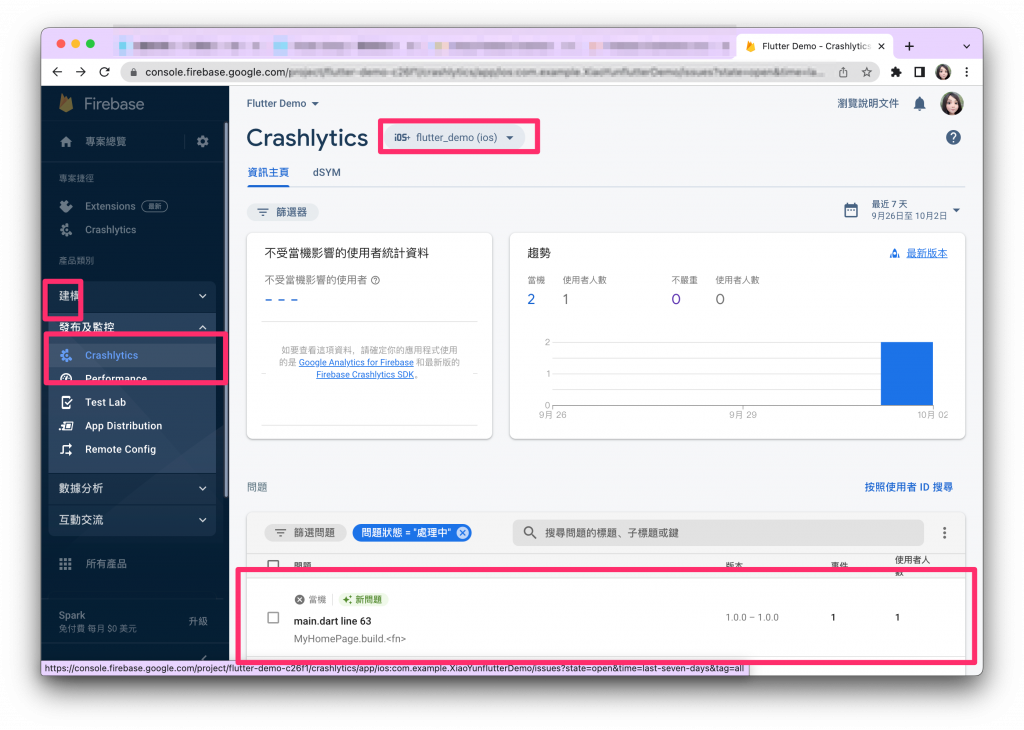 Flutter Demo - Crashlytics
console.firebase.google.com/project/flutter-demo-c26f1/crashlytics/app/ios:com.example.XiaoYunflutterDemo/issues?state=open&time=la...
Firebase
專案總覽
專案捷徑
Extensions 最新
Crashlytics
產品類別
建構
發布及監控
Crashlytics
Performance
Test Lab
App Distribution
Remote Config
數據分析
互動交流
所有產品
Spark
免付費 每月 $0 美元
升級
Flutter Demo
瀏覽說明文件
Crashlytics
iOS+ flutter_demo (ios)
資訊主頁
dSYM
篩選器
最近 7 天
9月26日至 10月2日
不受當機影響的使用者統計資料
不受當機影響的使用者
– – –
如要查看這項資料，請確定你的應用程式使用
的是 Google Analytics for Firebase 和最新版的
Firebase Crashlytics SDK。
趨勢
最新版本
當機 使用者人數 不嚴重 使用者人數
2 1 0 0
2
1
0
9月 26 9月 29 10月 02
問題
按照使用者 ID 搜尋
篩選問題
問題狀態 = "處理中"
搜尋問題的標題、子標題或鍵
問題 版本 事件 使用者人數
當機 新問題
main.dart line 63
MyHomePage.build.<fn>
1.0.0 – 1.0.0 1 1
https://console.firebase.google.com/project/flutter-demo-c26f1/crashlytics/app/ios:com.example.XiaoYunflutterDemo/issues?state=open&time=last-seven-days&tag=all